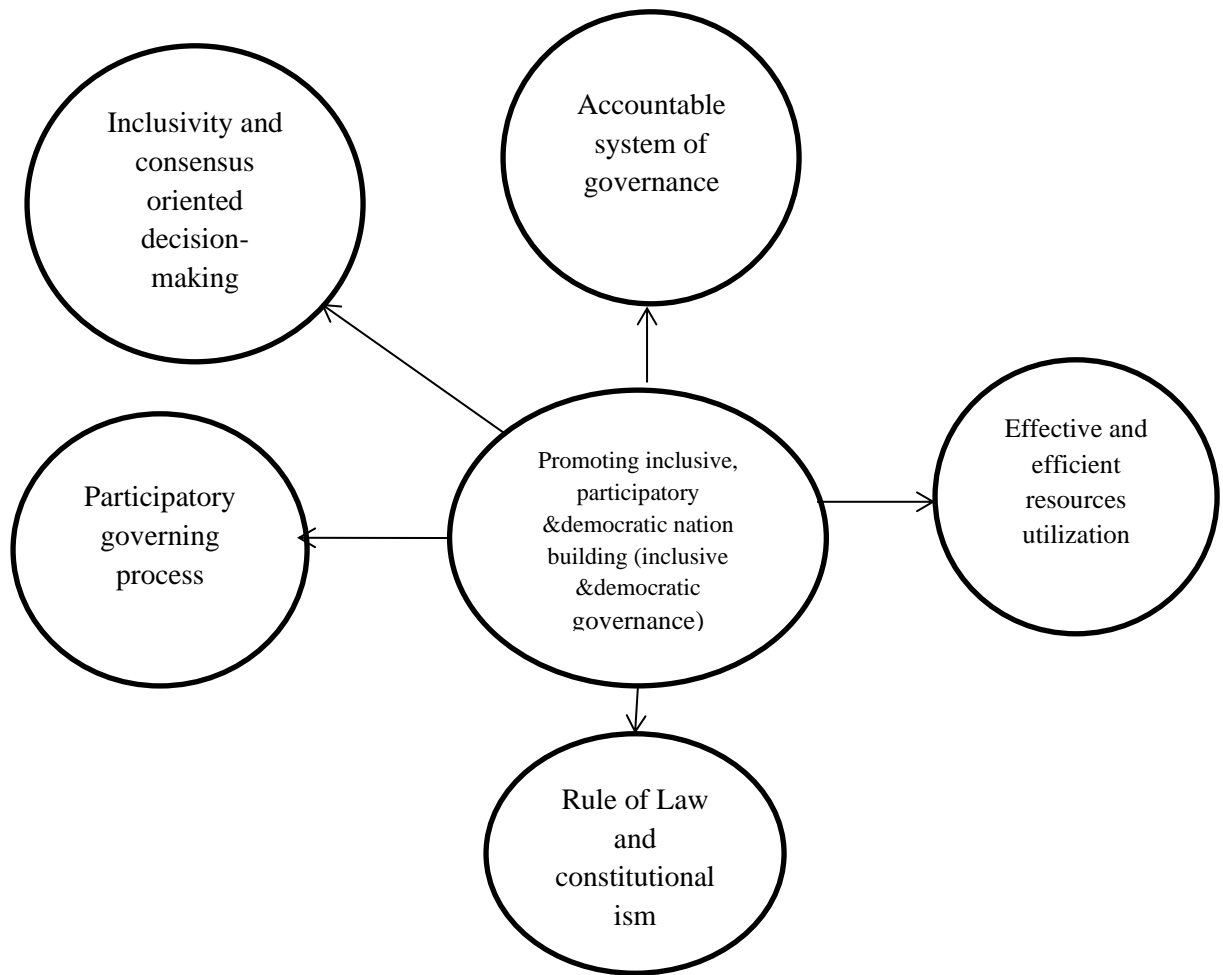 Inclusivity and
consensus
oriented
decision-
making
Accountable
system of
governance
Participatory
governing
process
Promoting inclusive,
participatory
&democratic nation
building (inclusive
&democratic
governance)
Effective and
efficient
resources
utilization
Rule of Law
and
constitutional
ism